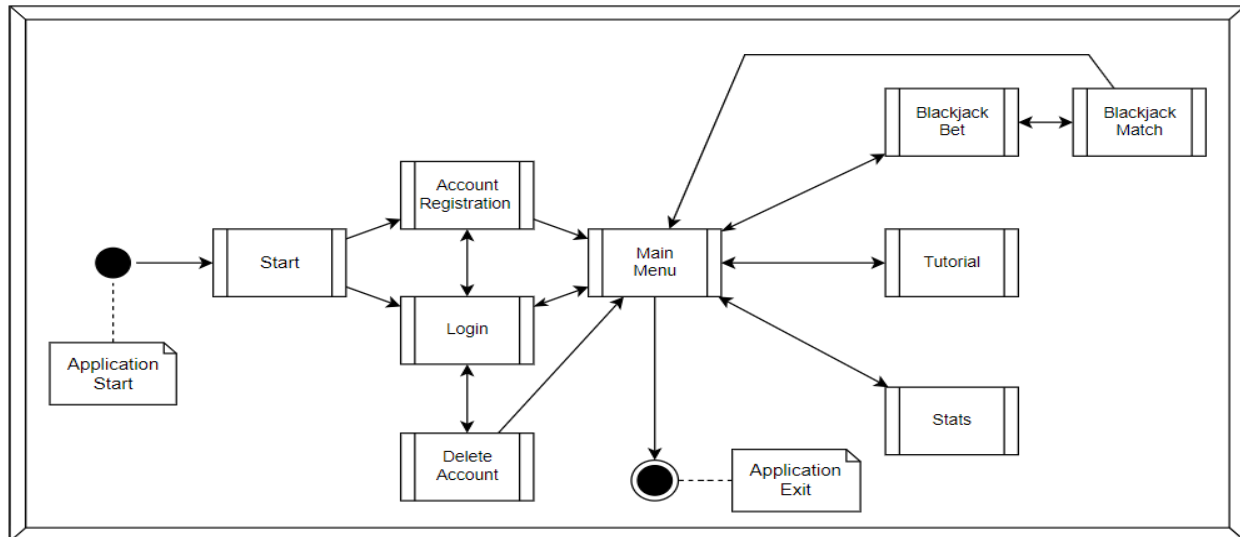 Blackjack
Bet
Blackjack
Match
Account
Registration
Start
Main
Menu
Tutorial
Login
Application
Start
Stats
Delete
Account
Application
Exit